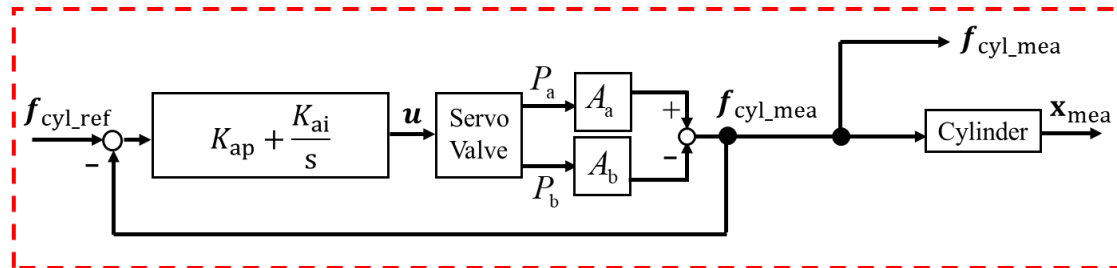 f_cyl_ref
−
K_ap + K_ai/s
u
Servo
Valve
P_a
P_b
A_a
A_b
+
−
f_cyl_mea
f_cyl_mea
Cylinder
x_mea